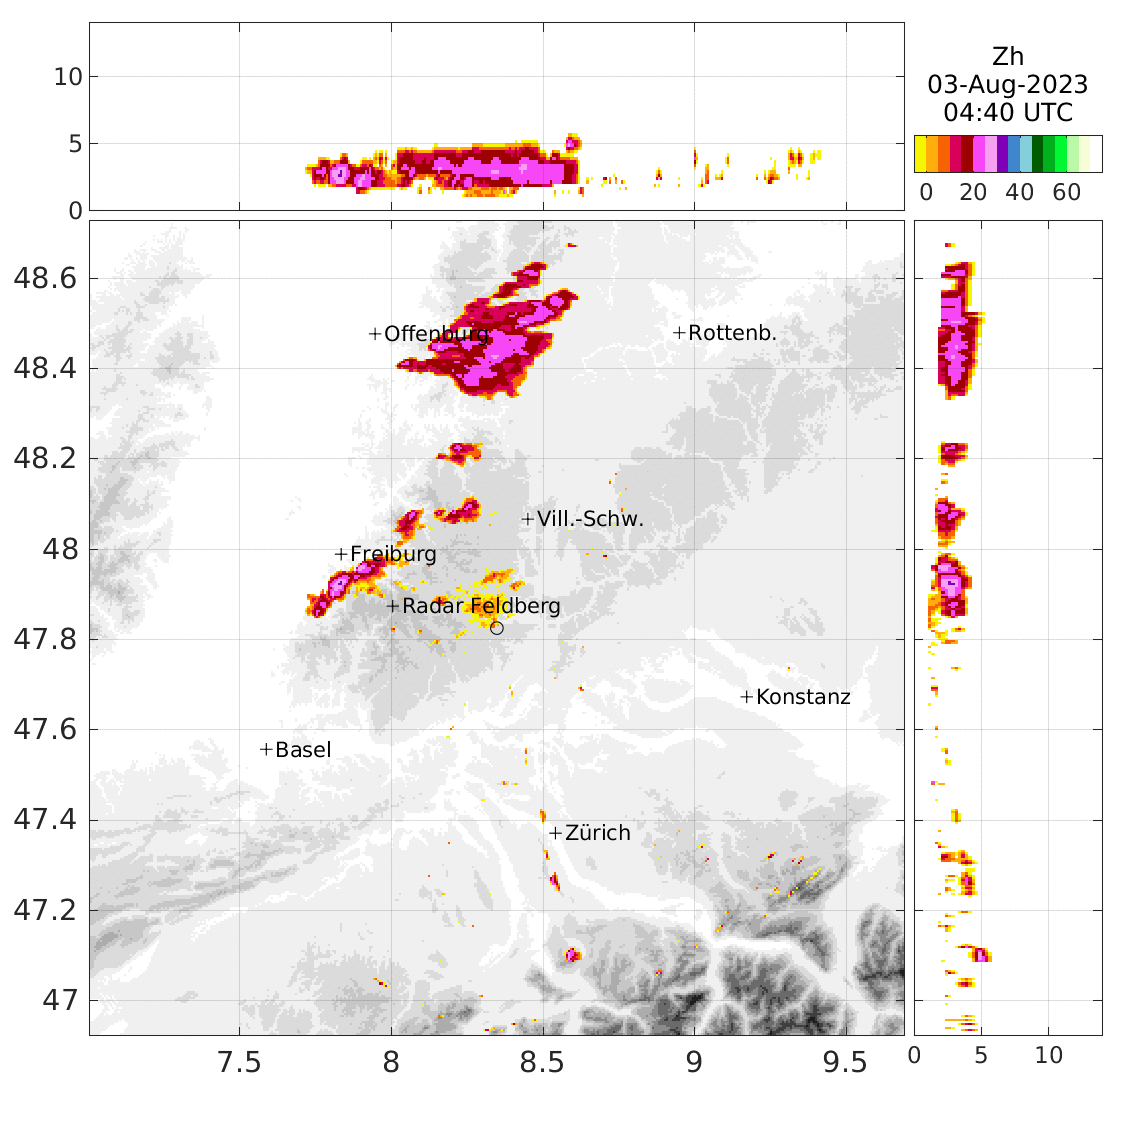 10
5
0
Zh
03-Aug-2023
04:40 UTC
0 20 40 60
48.6
48.4
48.2
48
47.8
47.6
47.4
47.2
47
+Offenburg
+Rottenb.
+Vill.-Schw.
+Freiburg
+Radar Feldberg
+Konstanz
+Basel
+Zürich
7.5 8 8.5 9 9.5
0 5 10